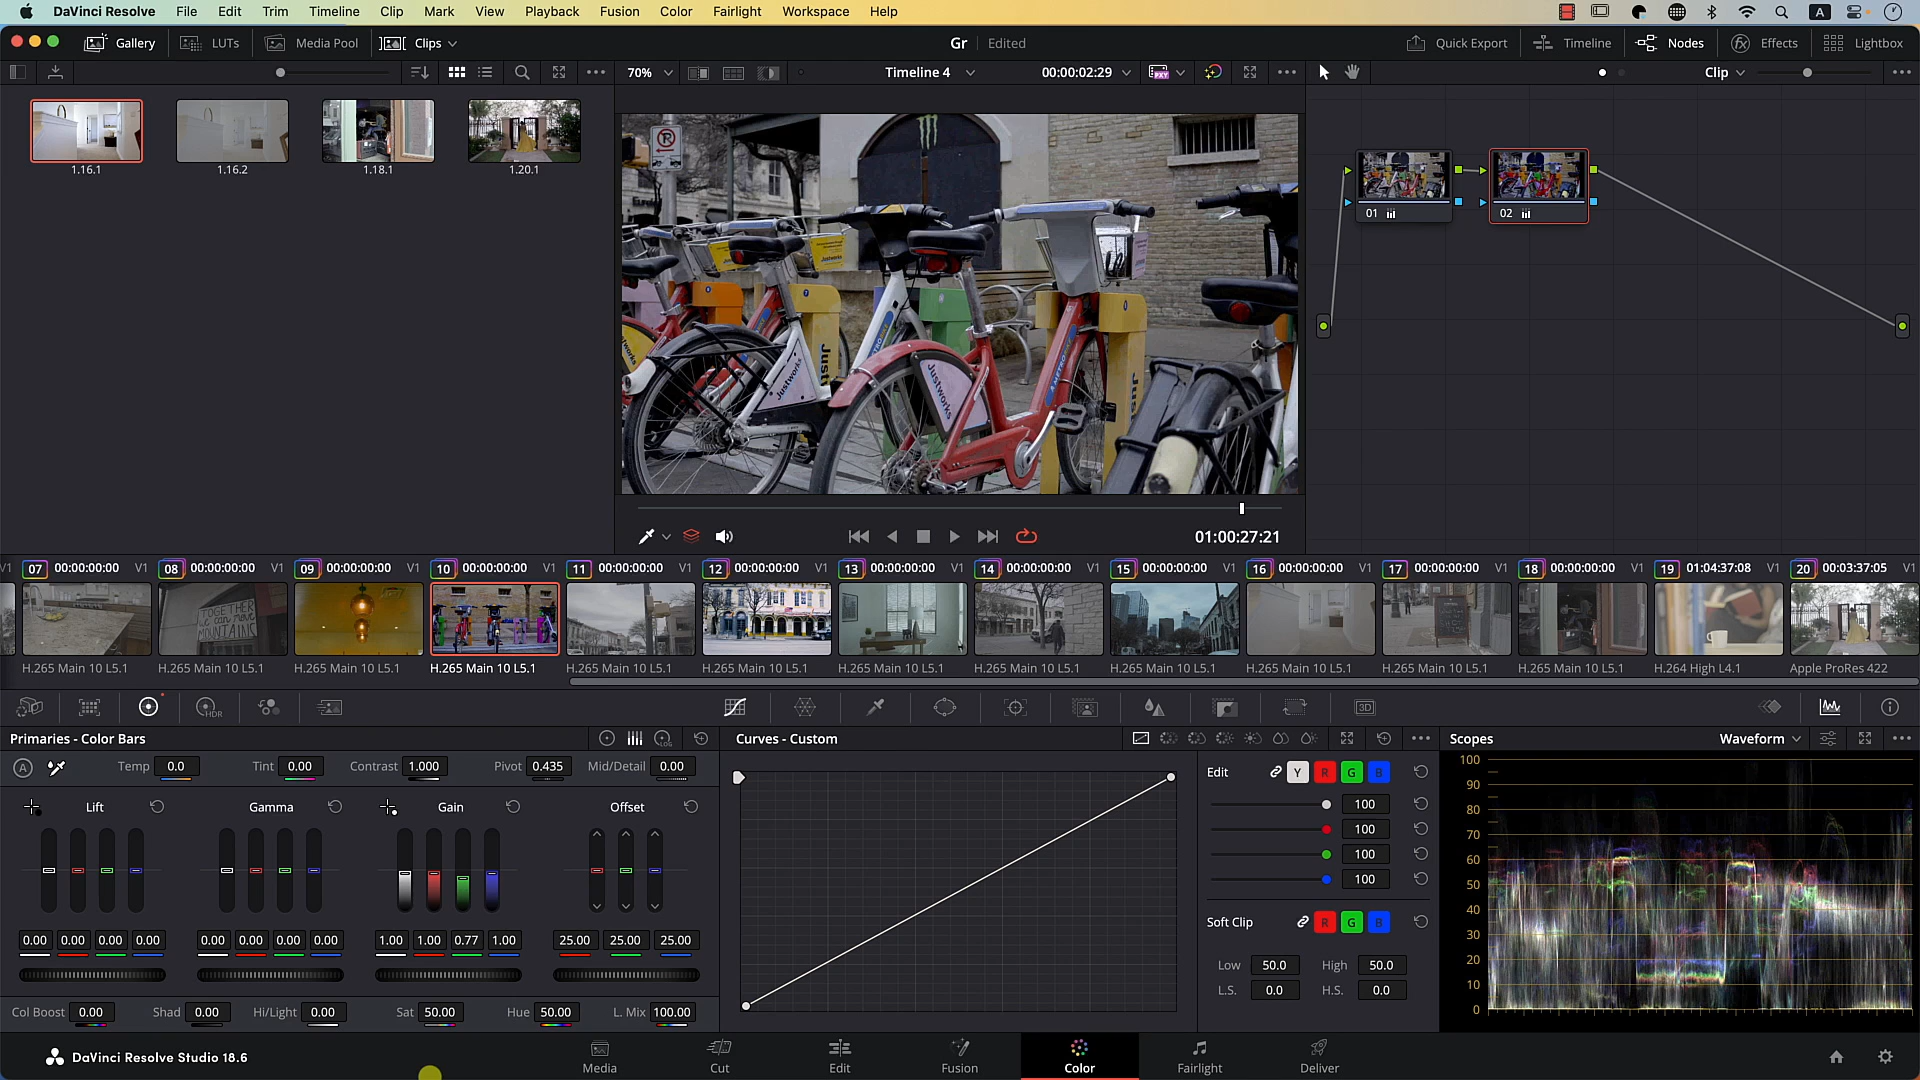 DaVinci Resolve File Edit Trim Timeline Clip Mark View Playback Fusion Color Fairlight Workspace Help A
Gallery LUTs Media Pool Clips Gr Edited Quick Export Timeline Nodes Effects Lightbox
70% Timeline 4 00:00:02:29 PXY Clip
1.16.1 1.16.2 1.18.1 1.20.1
P
Justworks
Justworks
METRO
Just
Just
01 02
01:00:27:21
V1 07 00:00:00:00 V1 08 00:00:00:00 V1 09 00:00:00:00 V1 10 00:00:00:00 V1 11 00:00:00:00 V1 12 00:00:00:00 V1 13 00:00:00:00 V1 14 00:00:00:00 V1 15 00:00:00:00 V1 16 00:00:00:00 V1 17 00:00:00:00 V1 18 00:00:00:00 V1 19 01:04:37:08 V1 20 00:03:37:05 V1
TOGETHER
we can move
MOUNTAINS
H.265 Main 10 L5.1 H.265 Main 10 L5.1 H.265 Main 10 L5.1 H.265 Main 10 L5.1 H.265 Main 10 L5.1 H.265 Main 10 L5.1 H.265 Main 10 L5.1 H.265 Main 10 L5.1 H.265 Main 10 L5.1 H.265 Main 10 L5.1 H.265 Main 10 L5.1 H.265 Main 10 L5.1 H.264 High L4.1 Apple ProRes 422
HDR 3D
Primaries - Color Bars LOG Curves - Custom Scopes Waveform
A Temp 0.0 Tint 0.00 Contrast 1.000 Pivot 0.435 Mid/Detail 0.00
Edit Y R G B
Lift Gamma Gain Offset
100
100
100
100
Soft Clip R G B
0.00 0.00 0.00 0.00 0.00 0.00 0.00 0.00 1.00 1.00 0.77 1.00 25.00 25.00 25.00
Low 50.0 High 50.0
L.S. 0.0 H.S. 0.0
Col Boost 0.00 Shad 0.00 Hi/Light 0.00 Sat 50.00 Hue 50.00 L. Mix 100.00
100
90
80
70
60
50
40
30
20
10
0
DaVinci Resolve Studio 18.6
Media Cut Edit Fusion Color Fairlight Deliver